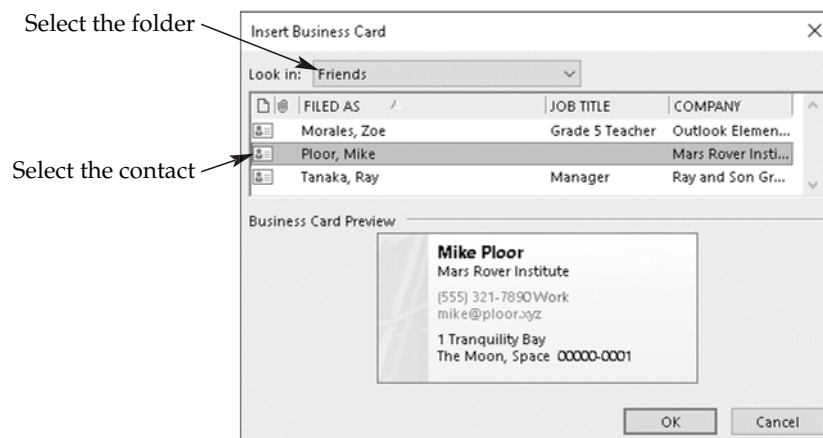 Select the folder
Insert Business Card
Look in: Friends
FILED AS JOB TITLE COMPANY
Morales, Zoe Grade 5 Teacher Outlook Elemen...
Select the contact
Ploor, Mike Mars Rover Insti...
Tanaka, Ray Manager Ray and Son Gr...
Business Card Preview
Mike Ploor
Mars Rover Institute
(555) 321-7890 Work
mike@ploor.xyz
1 Tranquility Bay
The Moon, Space 00000-0001
OK Cancel